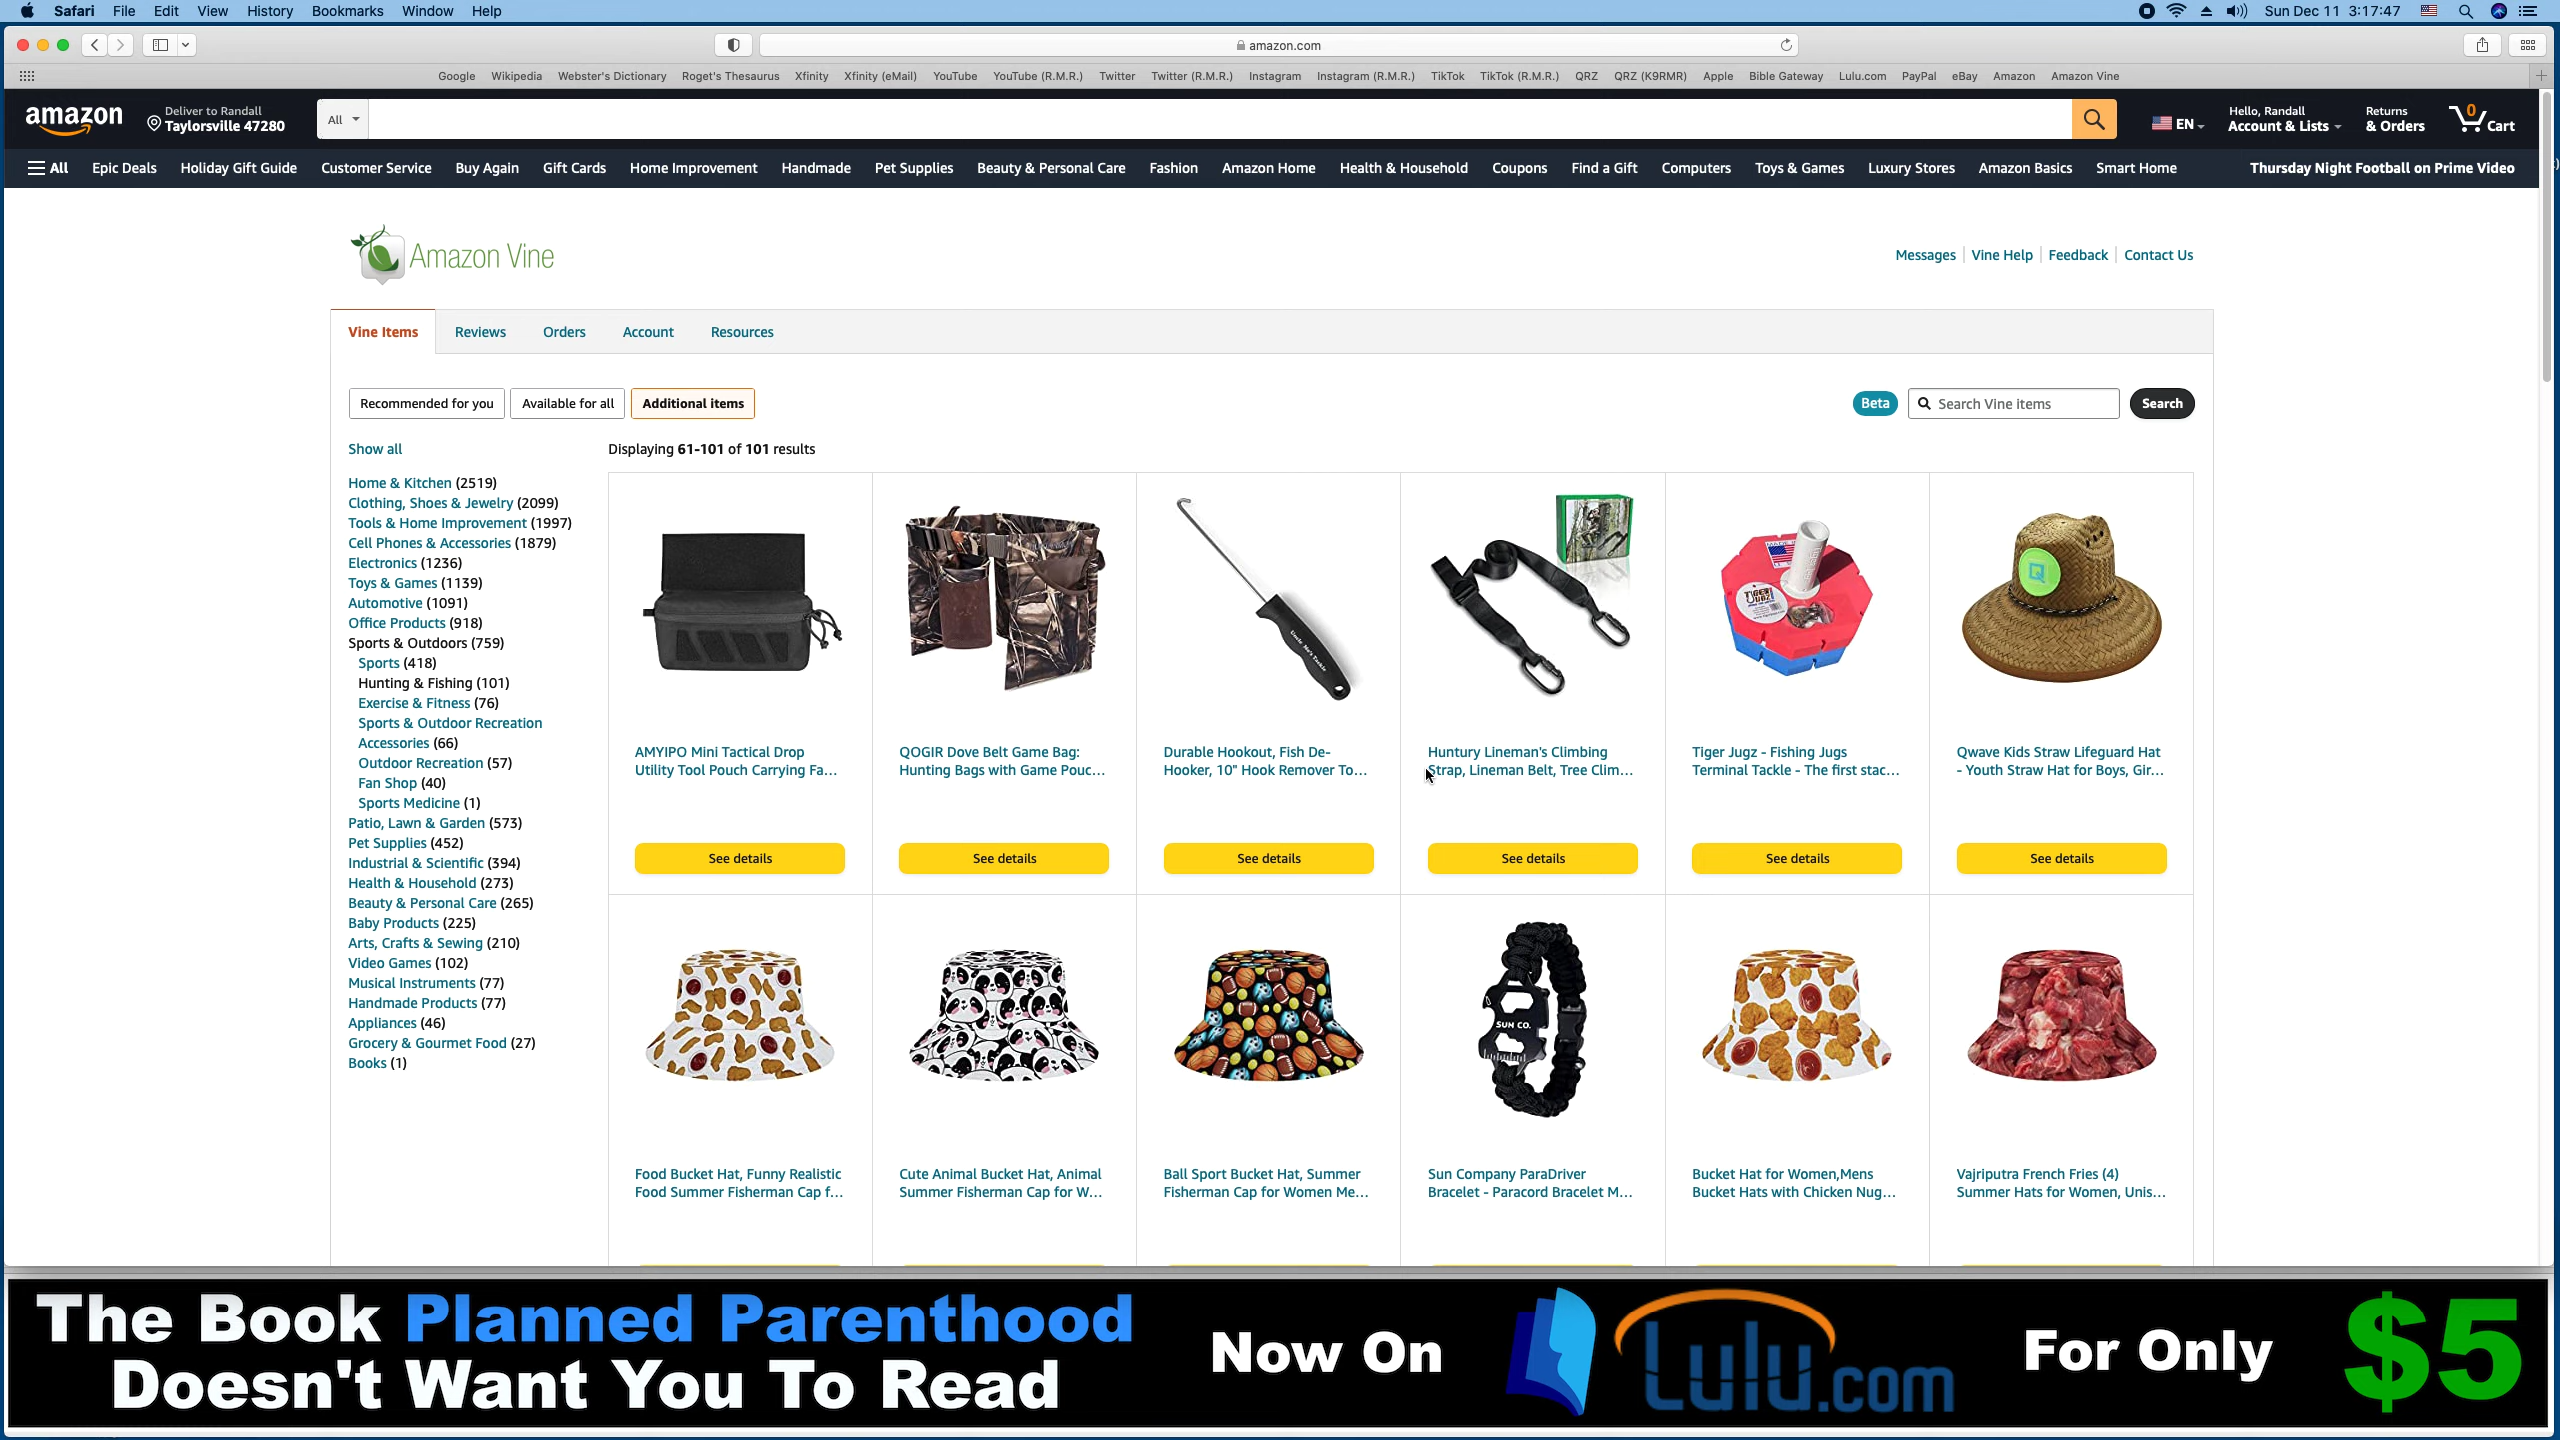 Safari File Edit View History Bookmarks Window Help
Sun Dec 11 3:17:47
amazon.com
Google Wikipedia Webster's Dictionary Roget's Thesaurus Xfinity Xfinity (eMail) YouTube YouTube (R.M.R.) Twitter Twitter (R.M.R.) Instagram Instagram (R.M.R.) TikTok TikTok (R.M.R.) QRZ QRZ (K9RMR) Apple Bible Gateway Lulu.com PayPal eBay Amazon Amazon Vine
amazon
Deliver to Randall
Taylorsville 47280
All
EN
Hello, Randall
Account & Lists
Returns
& Orders
0
Cart
All Epic Deals Holiday Gift Guide Customer Service Buy Again Gift Cards Home Improvement Handmade Pet Supplies Beauty & Personal Care Fashion Amazon Home Health & Household Coupons Find a Gift Computers Toys & Games Luxury Stores Amazon Basics Smart Home Thursday Night Football on Prime Video
Amazon Vine
Messages Vine Help Feedback Contact Us
Vine Items Reviews Orders Account Resources
Recommended for you Available for all Additional items
Beta Search Vine items Search
Show all
Displaying 61-101 of 101 results
Home & Kitchen (2519)
Clothing, Shoes & Jewelry (2099)
Tools & Home Improvement (1997)
Cell Phones & Accessories (1879)
Electronics (1236)
Toys & Games (1139)
Automotive (1091)
Office Products (918)
Sports & Outdoors (759)
Sports (418)
Hunting & Fishing (101)
Exercise & Fitness (76)
Sports & Outdoor Recreation
Accessories (66)
Outdoor Recreation (57)
Fan Shop (40)
Sports Medicine (1)
Patio, Lawn & Garden (573)
Pet Supplies (452)
Industrial & Scientific (394)
Health & Household (273)
Beauty & Personal Care (265)
Baby Products (225)
Arts, Crafts & Sewing (210)
Video Games (102)
Musical Instruments (77)
Handmade Products (77)
Appliances (46)
Grocery & Gourmet Food (27)
Books (1)
AMYIPO Mini Tactical Drop
Utility Tool Pouch Carrying Fa...
See details
QOGIR Dove Belt Game Bag:
Hunting Bags with Game Pouc...
See details
Durable Hookout, Fish De-
Hooker, 10" Hook Remover To...
See details
Huntury Lineman's Climbing
Strap, Lineman Belt, Tree Clim...
See details
Tiger Jugz - Fishing Jugs
Terminal Tackle - The first stac...
See details
Q
Qwave Kids Straw Lifeguard Hat
- Youth Straw Hat for Boys, Gir...
See details
Food Bucket Hat, Funny Realistic
Food Summer Fisherman Cap f...
Cute Animal Bucket Hat, Animal
Summer Fisherman Cap for W...
Ball Sport Bucket Hat, Summer
Fisherman Cap for Women Me...
SUN CO.
Sun Company ParaDriver
Bracelet - Paracord Bracelet M...
Bucket Hat for Women,Mens
Bucket Hats with Chicken Nug...
Vajriputra French Fries (4)
Summer Hats for Women, Unis...
The Book Planned Parenthood
Doesn't Want You To Read
Now On
Lulu.com
For Only
$5